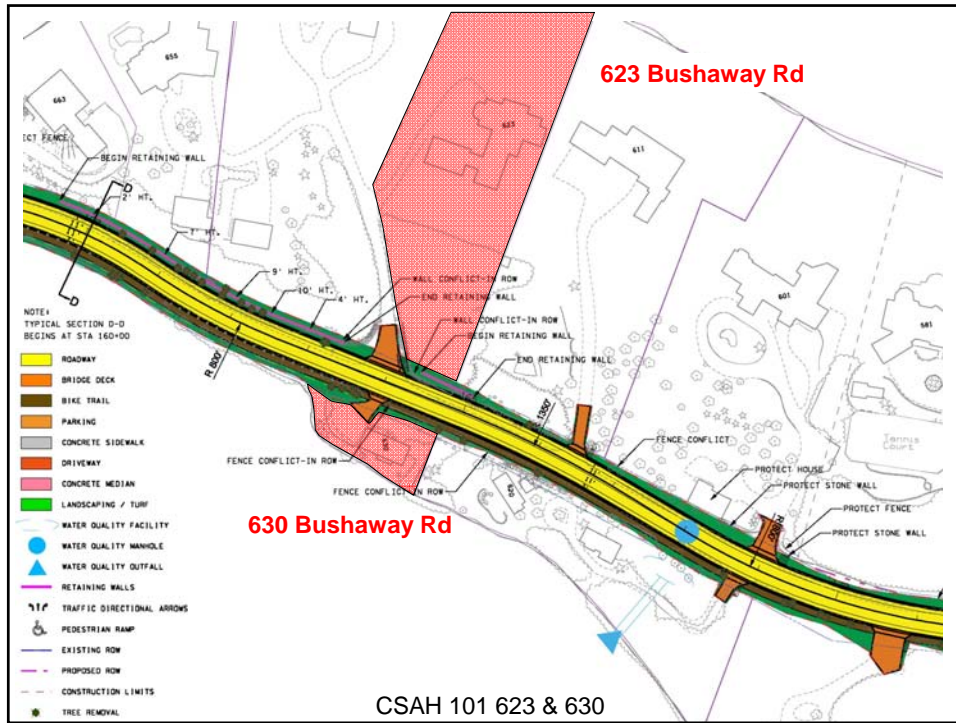 655
663
623 Bushaway Rd
623
611
CT FENCE
BEGIN RETAINING WALL
D
2' HT.
7' HT.
9' HT.
10' HT.
4' HT.
D
WALL CONFLICT-IN ROW
END RETAINING WALL
WALL CONFLICT-IN ROW
BEGIN RETAINING WALL
END RETAINING WALL
601
581
Tennis
Court
R 800'
1350'
FENCE CONFLICT
PROTECT HOUSE
PROTECT STONE WALL
PROTECT FENCE
PROTECT STONE WALL
FENCE CONFLICT-IN ROW
FENCE CONFLICT-IN ROW
620
630 Bushaway Rd
NOTE:
TYPICAL SECTION D-D
BEGINS AT STA 160+00
ROADWAY
BRIDGE DECK
BIKE TRAIL
PARKING
CONCRETE SIDEWALK
DRIVEWAY
CONCRETE MEDIAN
LANDSCAPING / TURF
WATER QUALITY FACILITY
WATER QUALITY MANHOLE
WATER QUALITY OUTFALL
RETAINING WALLS
TRAFFIC DIRECTIONAL ARROWS
PEDESTRIAN RAMP
EXISTING ROW
PROPOSED ROW
CONSTRUCTION LIMITS
TREE REMOVAL
CSAH 101 623 & 630